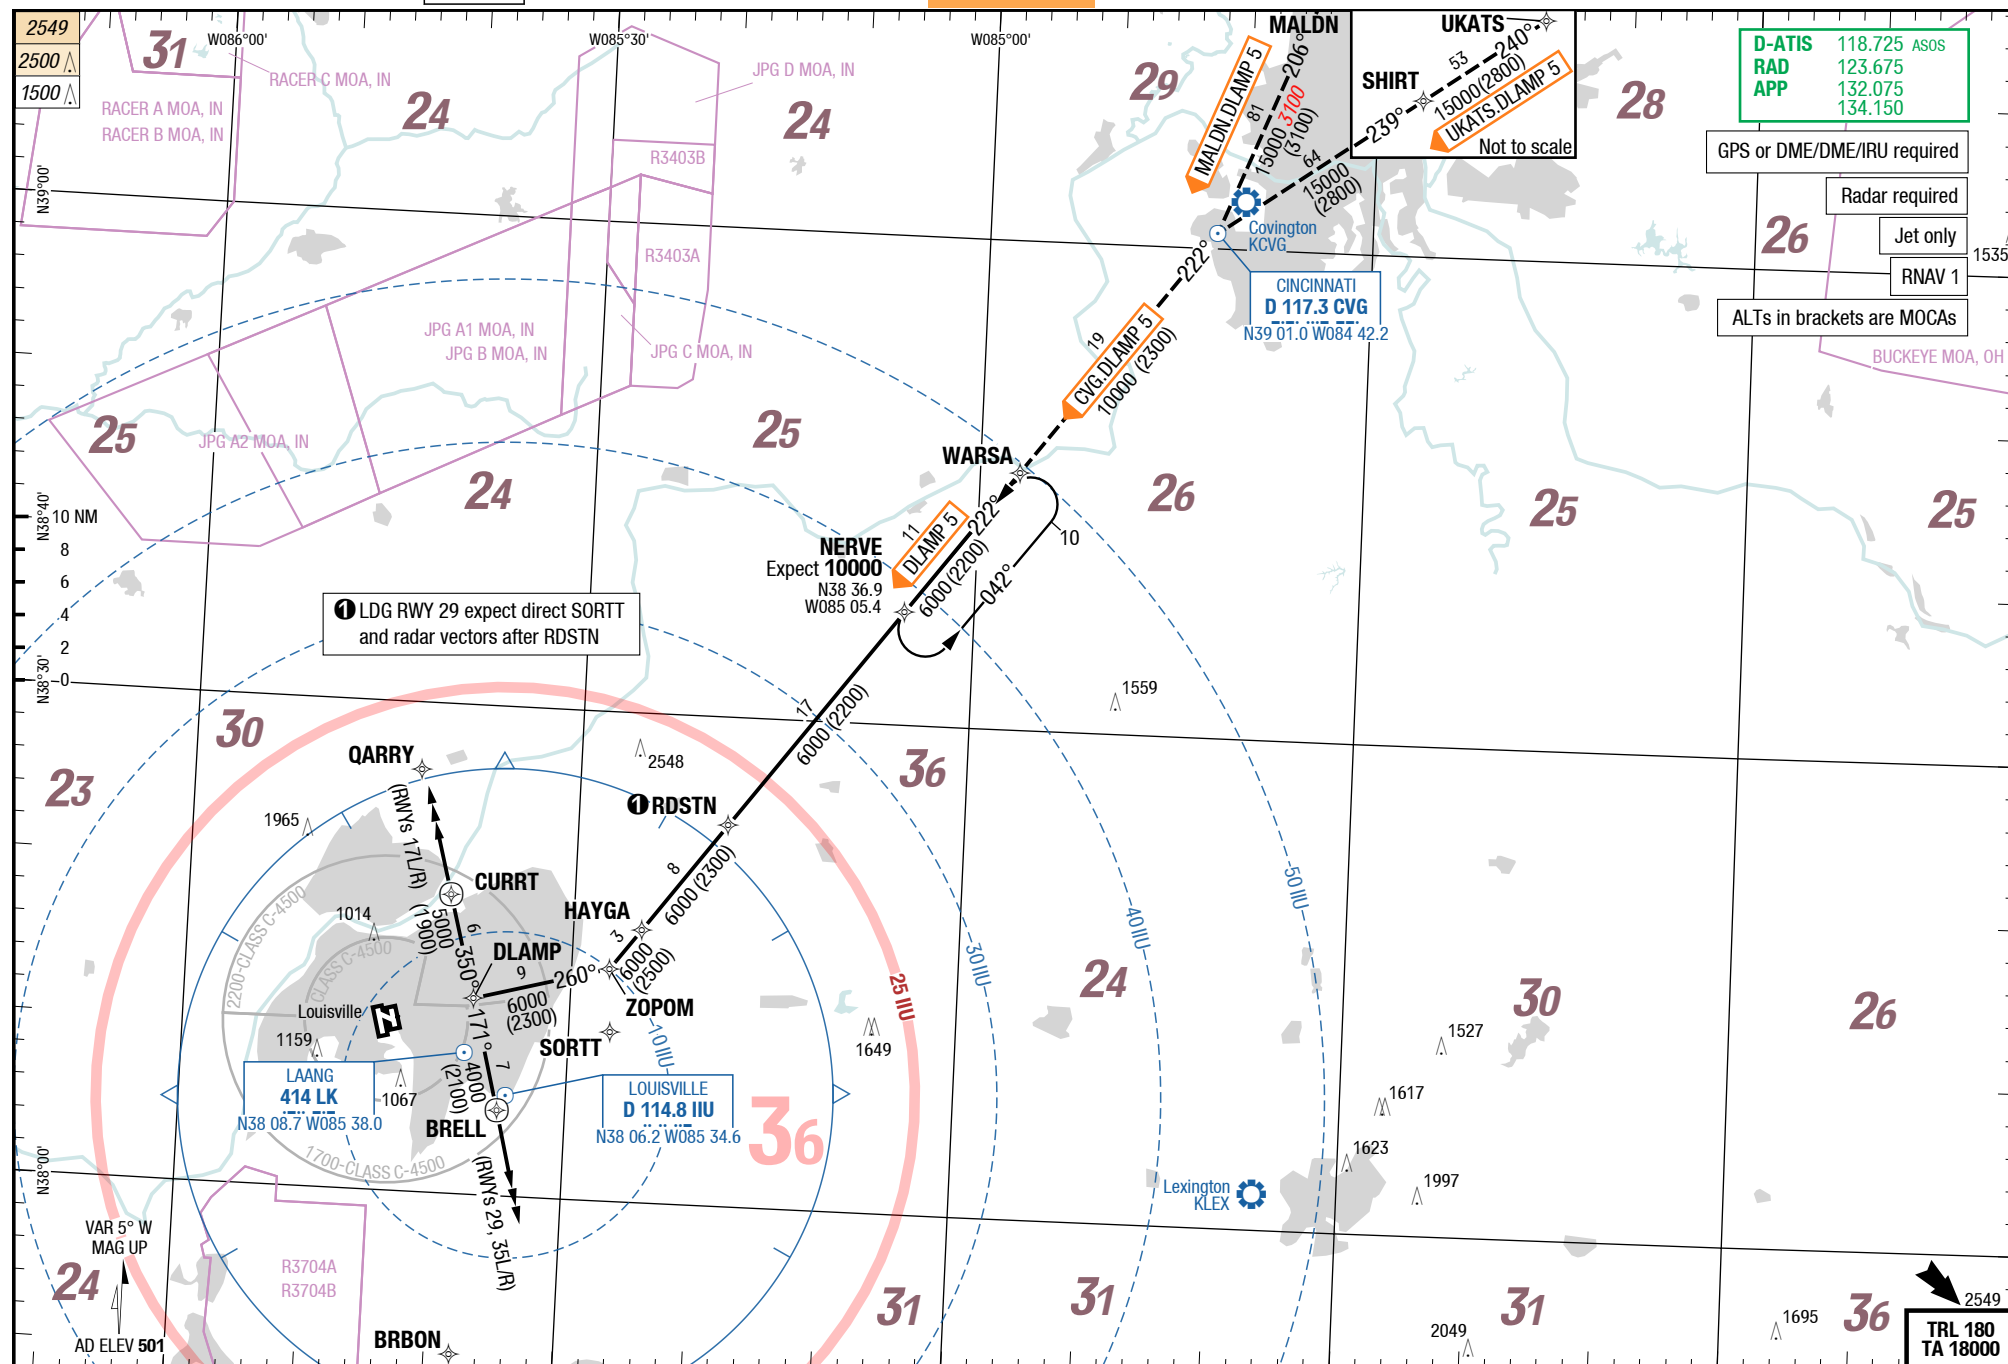 2549
2500
1500
W086°00'
W085°30'
W085°00'
31
RACER C MOA, IN
RACER A MOA, IN
RACER B MOA, IN
24
JPG D MOA, IN
24
R3403B
R3403A
29
MALDN
206°
MALDN.DLAMP 5
81
15000 3100
(3100)
UKATS
240°
53
SHIRT
15000(2800)
UKATS.DLAMP 5
239°
Not to scale
64
15000
(2800)
28
D-ATIS 118.725 ASOS
RAD 123.675
APP 132.075
134.150
GPS or DME/DME/IRU required
Radar required
Jet only
RNAV 1
ALTs in brackets are MOCAs
26
1535
BUCKEYE MOA, OH
N39°00'
Covington
KCVG
CINCINNATI
D 117.3 CVG
N39 01.0 W084 42.2
222°
19
CVG.DLAMP 5
10000 (2300)
JPG A1 MOA, IN
JPG B MOA, IN
JPG C MOA, IN
JPG A2 MOA, IN
25
24
25
WARSA
26
25
25
N38°40'
10 NM
8
6
4
2
0
N38°30'
222°
11
DLAMP 5
6000(2200)
10
042°
NERVE
Expect 10000
N38 36.9
W085 05.4
1 LDG RWY 29 expect direct SORTT
and radar vectors after RDSTN
17
6000 (2200)
1559
30
23
QARRY
2548
36
1 RDSTN
1965
(RWYs 17L/R)
8
6000 (2300)
CURRT
2200-CLASS C-4500
1014
CLASS C-4500
5000
(1900)
6
350°
HAYGA
3
6000
(2500)
DLAMP
9
260°
6000
(2300)
ZOPOM
SORTT
Louisville
1159
171°
7
4000
(2100)
LAANG
414 LK
N38 08.7 W085 38.0
1067
BRELL
LOUISVILLE
D 114.8 IIU
N38 06.2 W085 34.6
1700-CLASS C-4500
(RWYs 29, 35L/R)
10 IIU
25 IIU
30 IIU
40 IIU
50 IIU
36
1649
24
30
26
1527
1617
1623
1997
Lexington
KLEX
N38°00'
VAR 5° W
MAG UP
24
AD ELEV 501
R3704A
R3704B
BRBON
31
31
31
2049
1695
36
2549
TRL 180
TA 18000